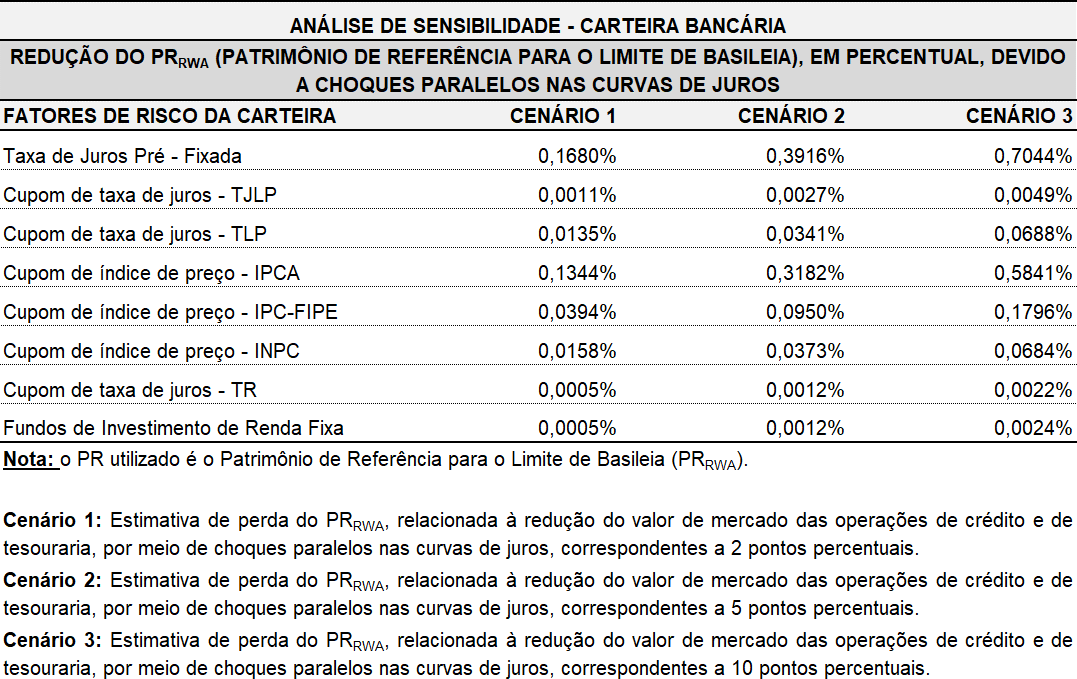 ANÁLISE DE SENSIBILIDADE - CARTEIRA BANCÁRIA
REDUÇÃO DO PRRWA (PATRIMÔNIO DE REFERÊNCIA PARA O LIMITE DE BASILEIA), EM PERCENTUAL, DEVIDO
A CHOQUES PARALELOS NAS CURVAS DE JUROS
FATORES DE RISCO DA CARTEIRA CENÁRIO 1 CENÁRIO 2 CENÁRIO 3
Taxa de Juros Pré - Fixada 0,1680% 0,3916% 0,7044%
Cupom de taxa de juros - TJLP 0,0011% 0,0027% 0,0049%
Cupom de taxa de juros - TLP 0,0135% 0,0341% 0,0688%
Cupom de índice de preço - IPCA 0,1344% 0,3182% 0,5841%
Cupom de índice de preço - IPC-FIPE 0,0394% 0,0950% 0,1796%
Cupom de índice de preço - INPC 0,0158% 0,0373% 0,0684%
Cupom de taxa de juros - TR 0,0005% 0,0012% 0,0022%
Fundos de Investimento de Renda Fixa 0,0005% 0,0012% 0,0024%
Nota: o PR utilizado é o Patrimônio de Referência para o Limite de Basileia (PRRWA).
Cenário 1: Estimativa de perda do PRRWA, relacionada à redução do valor de mercado das operações de crédito e de
tesouraria, por meio de choques paralelos nas curvas de juros, correspondentes a 2 pontos percentuais.
Cenário 2: Estimativa de perda do PRRWA, relacionada à redução do valor de mercado das operações de crédito e de
tesouraria, por meio de choques paralelos nas curvas de juros, correspondentes a 5 pontos percentuais.
Cenário 3: Estimativa de perda do PRRWA, relacionada à redução do valor de mercado das operações de crédito e de
tesouraria, por meio de choques paralelos nas curvas de juros, correspondentes a 10 pontos percentuais.